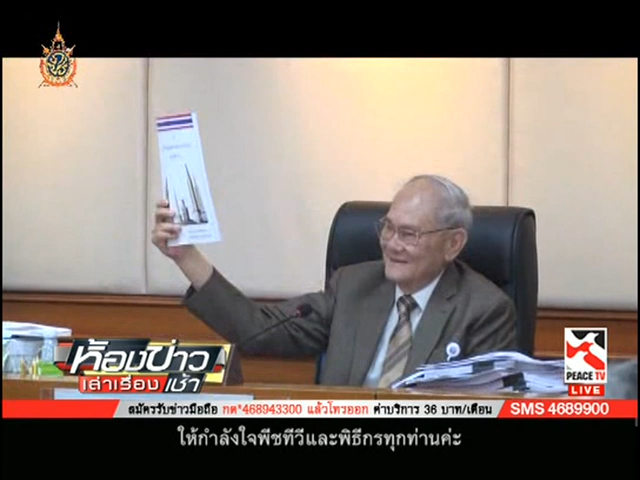 ห้องข่าว
เล่าเรื่อง เช้า
PEACE TV
LIVE
สมัครรับข่าวมือถือ กด*468943300 แล้วโทรออก ค่าบริการ 36 บาท/เดือน
SMS 4689900
ให้กำลังใจพีชทีวีและพิธีกรทุกท่านค่ะ